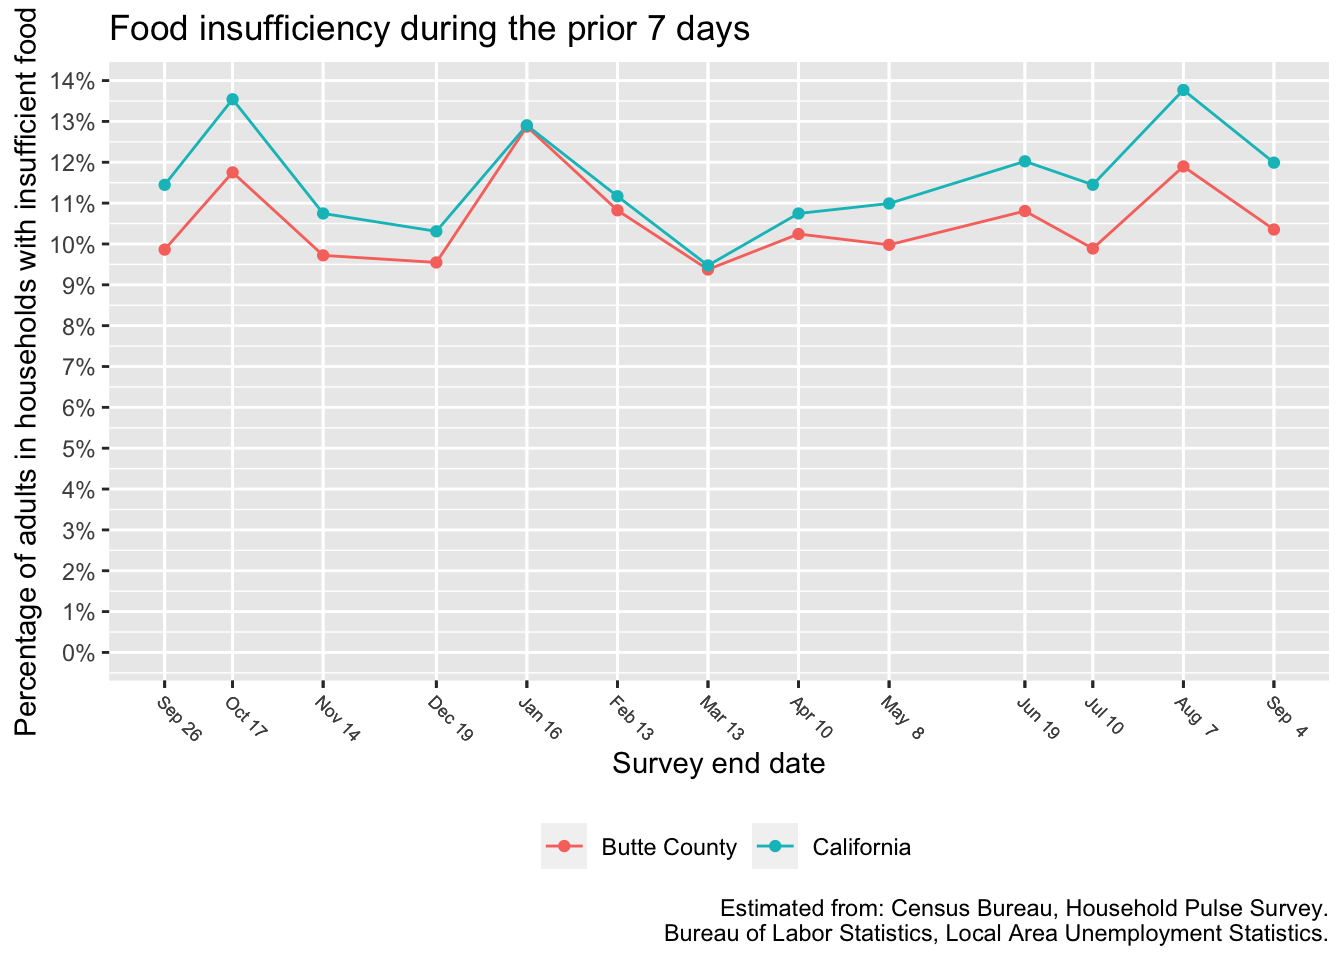 Food insufficiency during the prior 7 days
Percentage of adults in households with insufficient food
14%
13%
12%
11%
10%
9%
8%
7%
6%
5%
4%
3%
2%
1%
0%
Sep 26
Oct 17
Nov 14
Dec 19
Jan 16
Feb 13
Mar 13
Apr 10
May 8
Jun 19
Jul 10
Aug 7
Sep 4
Survey end date
Butte County
California
Estimated from: Census Bureau, Household Pulse Survey.
Bureau of Labor Statistics, Local Area Unemployment Statistics.